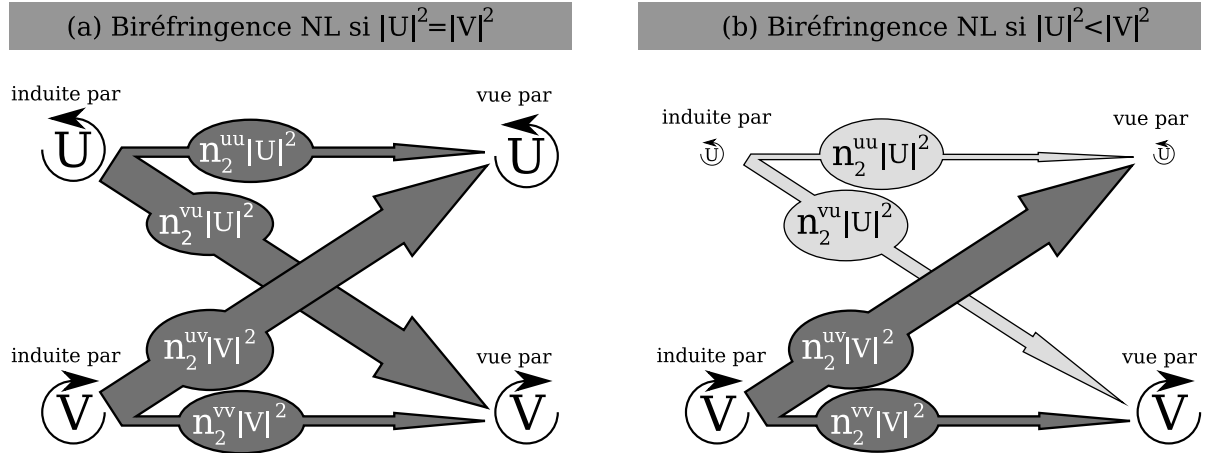 (a) Biréfringence NL si |U|²=|V|²
induite par
vue par
U
n₂ᵘᵘ|U|²
U
n₂ᵛᵘ|U|²
n₂ᵘᵛ|V|²
induite par
vue par
V
n₂ᵛᵛ|V|²
V
(b) Biréfringence NL si |U|²<|V|²
induite par
vue par
U
n₂ᵘᵘ|U|²
U
n₂ᵛᵘ|U|²
n₂ᵘᵛ|V|²
induite par
vue par
V
n₂ᵛᵛ|V|²
V